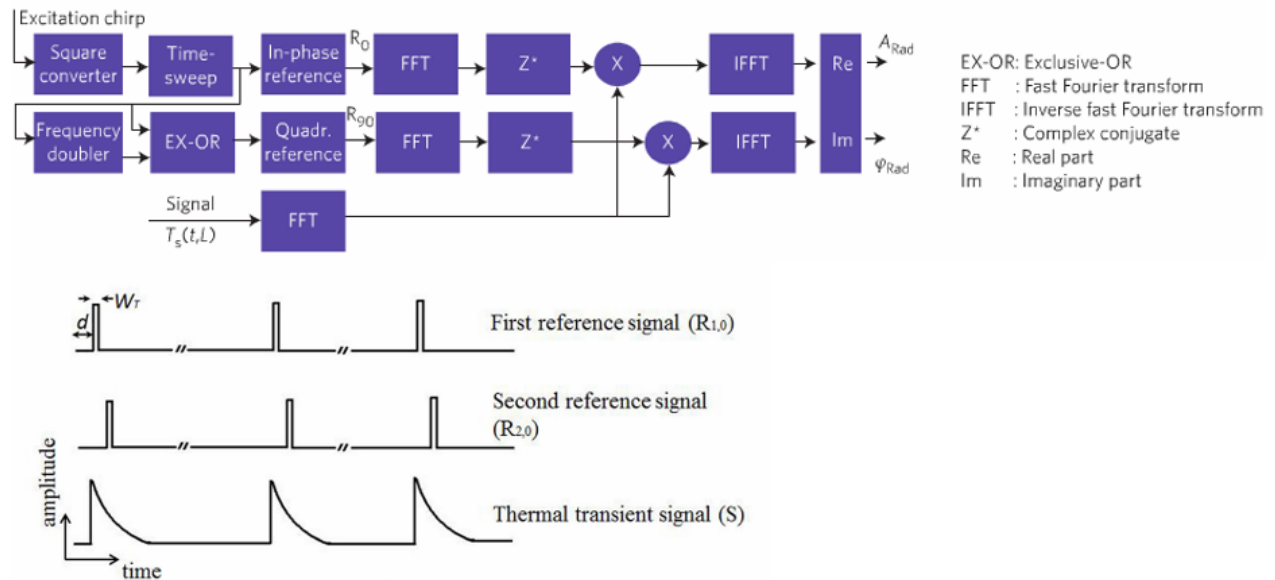 Excitation chirp
Square
converter
Time-
sweep
In-phase
reference
R0
FFT
Z*
X
IFFT
Re
ARad
Frequency
doubler
EX-OR
Quadr.
reference
R90
FFT
Z*
X
IFFT
Im
φRad
Signal
Ts(t,L)
FFT
EX-OR: Exclusive-OR
FFT : Fast Fourier transform
IFFT : Inverse fast Fourier transform
Z* : Complex conjugate
Re : Real part
Im : Imaginary part
WT
d
First reference signal (R1,0)
Second reference signal
(R2,0)
Thermal transient signal (S)
amplitude
time